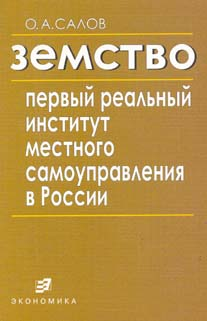 О.А.САЛОВ
земство
первый реальный
институт
местного
самоуправления
в России
ЭКОНОМИКА